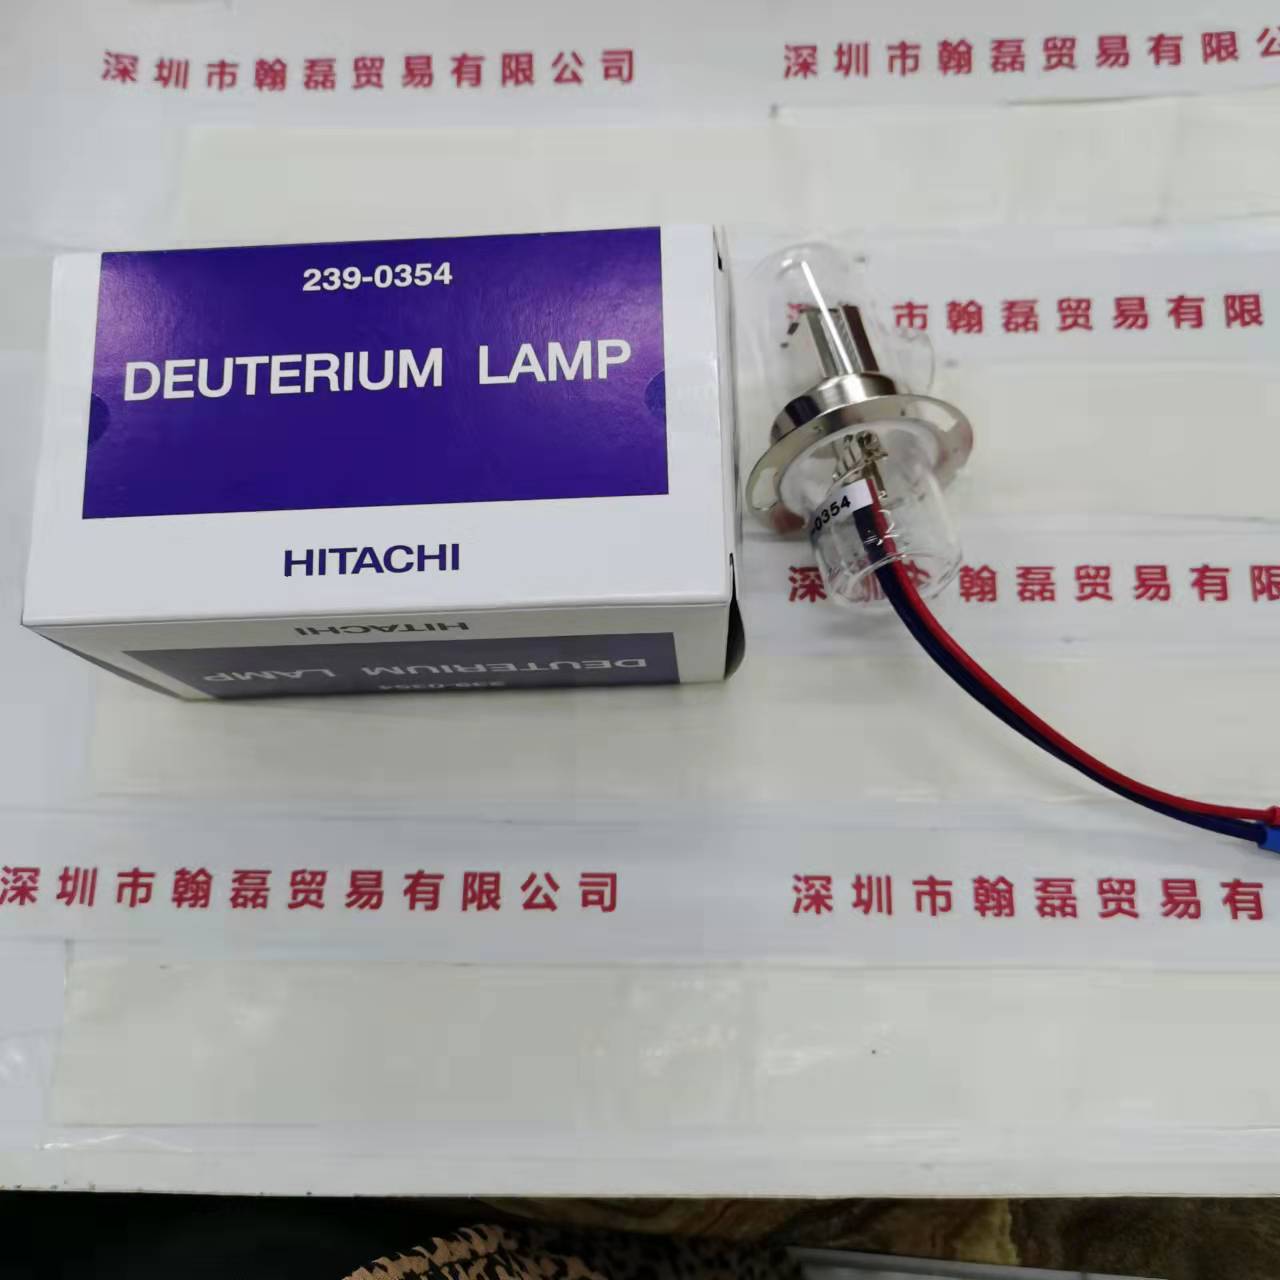 深圳市翰磊贸易有限公司
深圳市翰磊贸易有限公
239-0354
DEUTERIUM LAMP
HITACHI
市翰磊贸易有限
-0354
深圳市翰磊贸易有限
HITACHI
DEUTERIUM LAMP
239-0354
深圳市翰磊贸易有限公司
深圳市翰磊贸易有